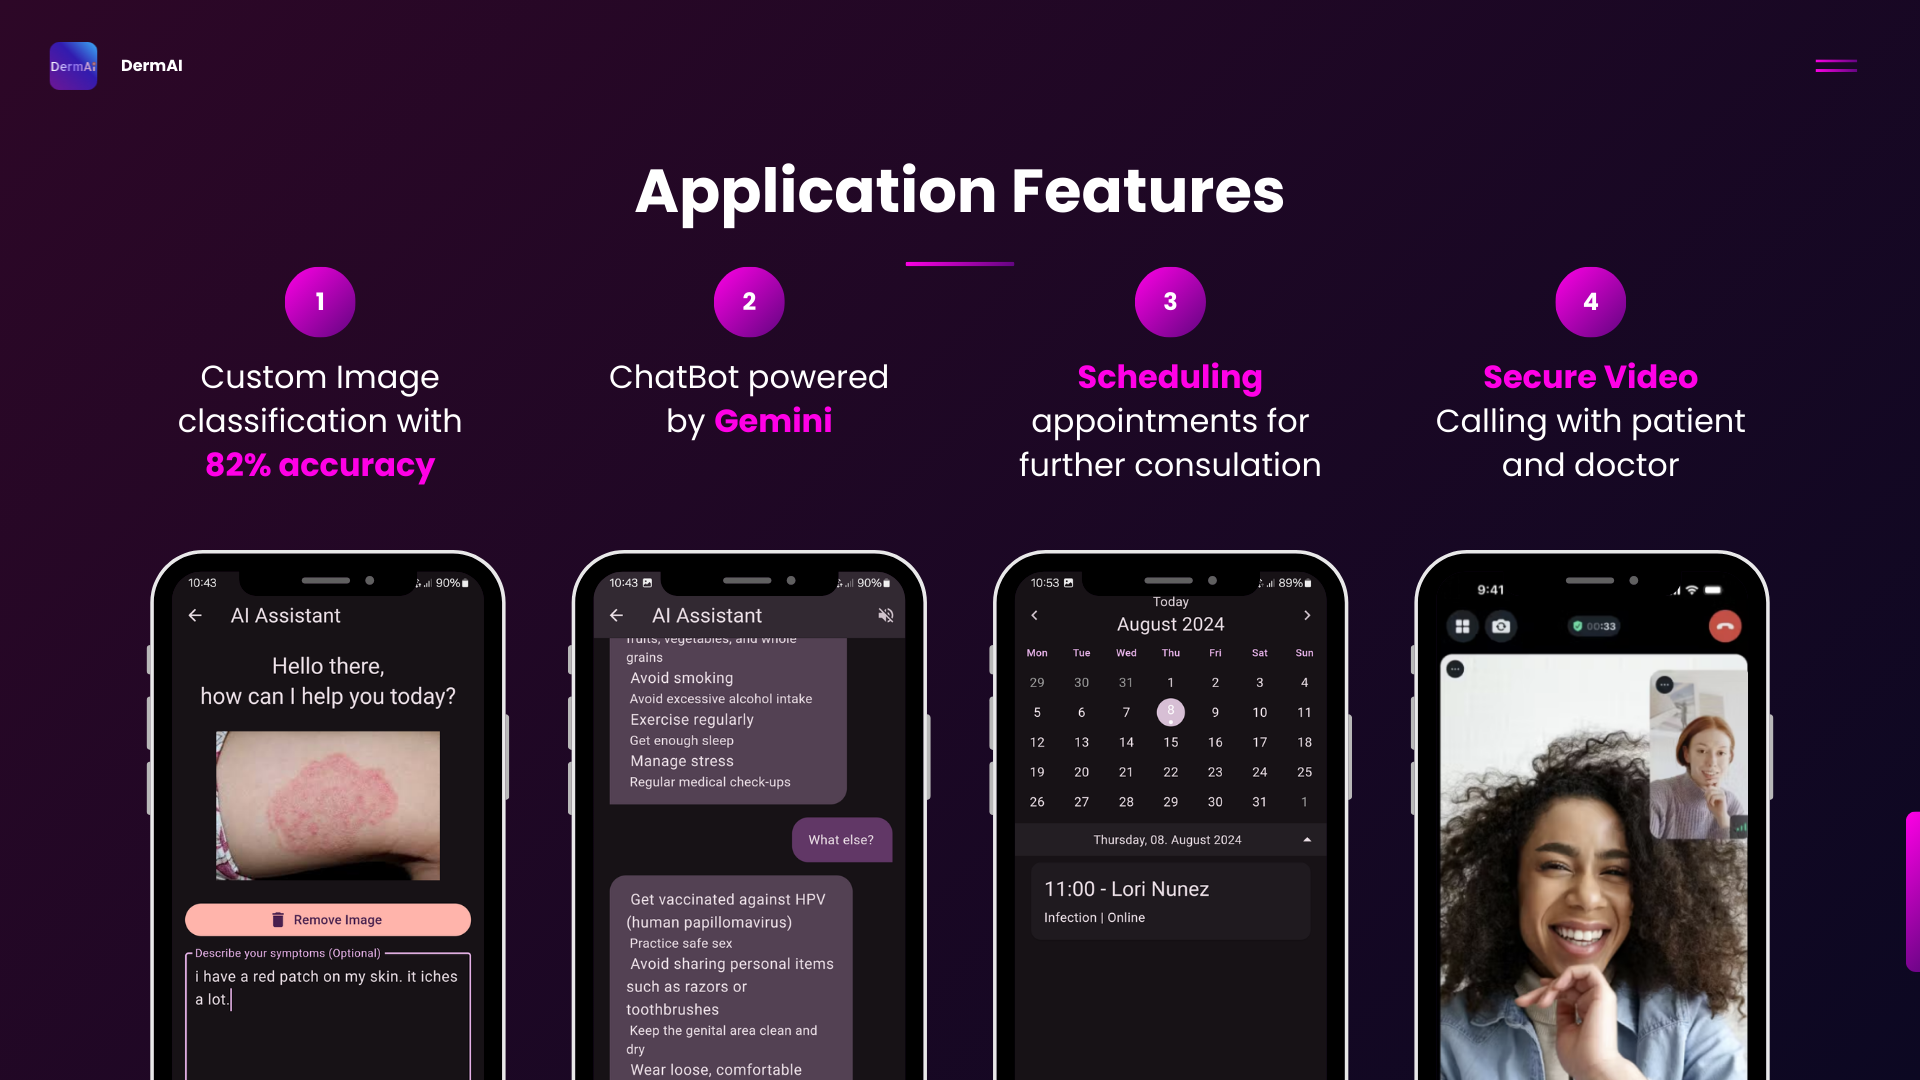 DermAi
DermAI
Application Features
1
Custom Image
classification with
82% accuracy
2
ChatBot powered
by Gemini
3
Scheduling
appointments for
further consulation
4
Secure Video
Calling with patient
and doctor
10:43
90%
AI Assistant
Hello there,
how can I help you today?
Remove Image
Describe your symptoms (Optional)
i have a red patch on my skin. it iches
a lot.
10:43
90%
AI Assistant
fruits, vegetables, and whole
grains
Avoid smoking
Avoid excessive alcohol intake
Exercise regularly
Get enough sleep
Manage stress
Regular medical check-ups
What else?
Get vaccinated against HPV
(human papillomavirus)
Practice safe sex
Avoid sharing personal items
such as razors or
toothbrushes
Keep the genital area clean and
dry
Wear loose, comfortable
10:53
89%
Today
August 2024
Mon Tue Wed Thu Fri Sat Sun
29 30 31 1 2 3 4
5 6 7 8 9 10 11
12 13 14 15 16 17 18
19 20 21 22 23 24 25
26 27 28 29 30 31 1
Thursday, 08. August 2024
11:00 - Lori Nunez
Infection | Online
9:41
00:33